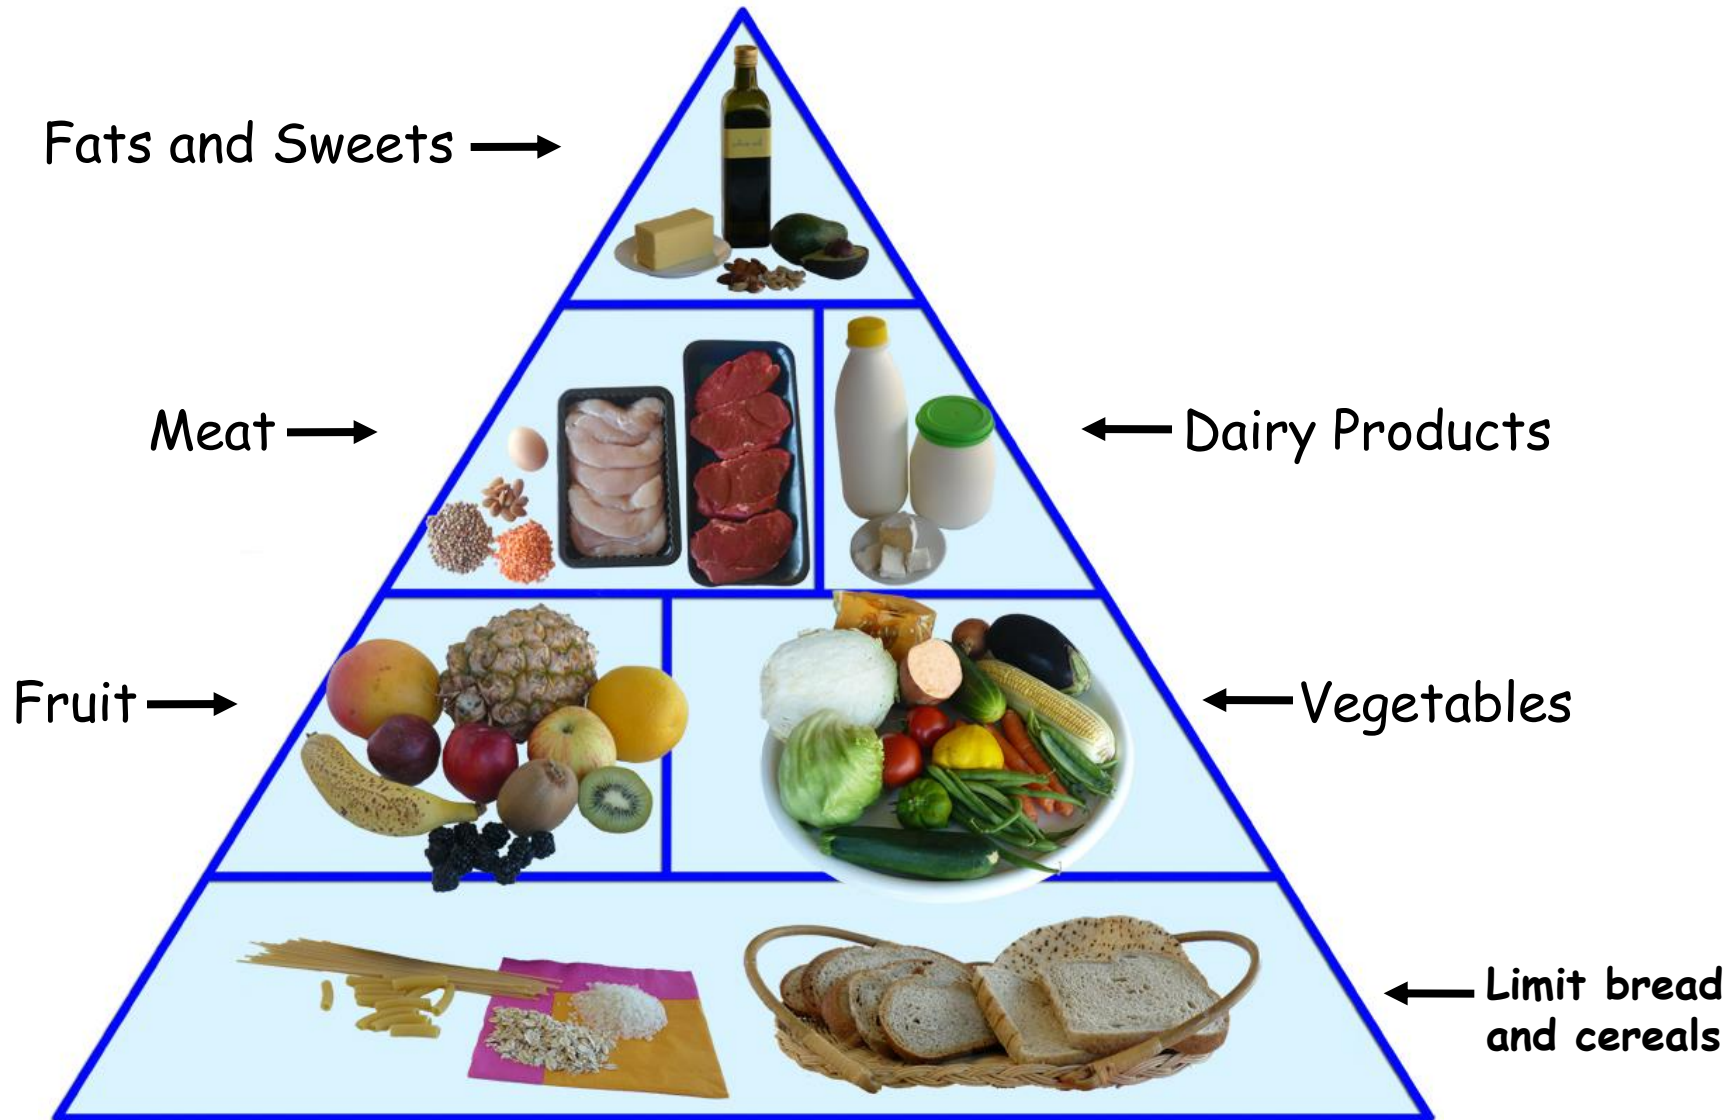 Fats and Sweets
Meat
Dairy Products
Fruit
Vegetables
Limit bread
and cereals